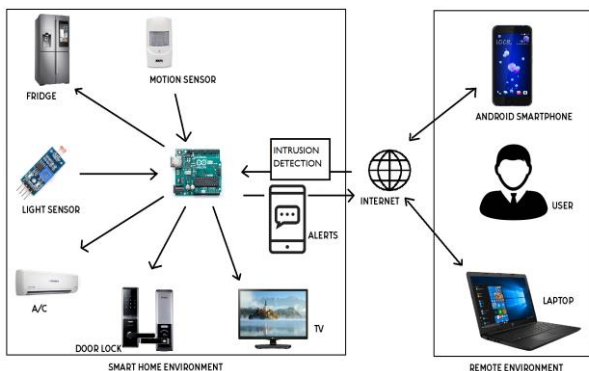 FRIDGE
MOTION SENSOR
ANDROID SMARTPHONE
INTRUSION
DETECTION
LIGHT SENSOR
INTERNET
USER
ALERTS
A/C
LAPTOP
TV
DOOR LOCK
SMART HOME ENVIRONMENT
REMOTE ENVIRONMENT